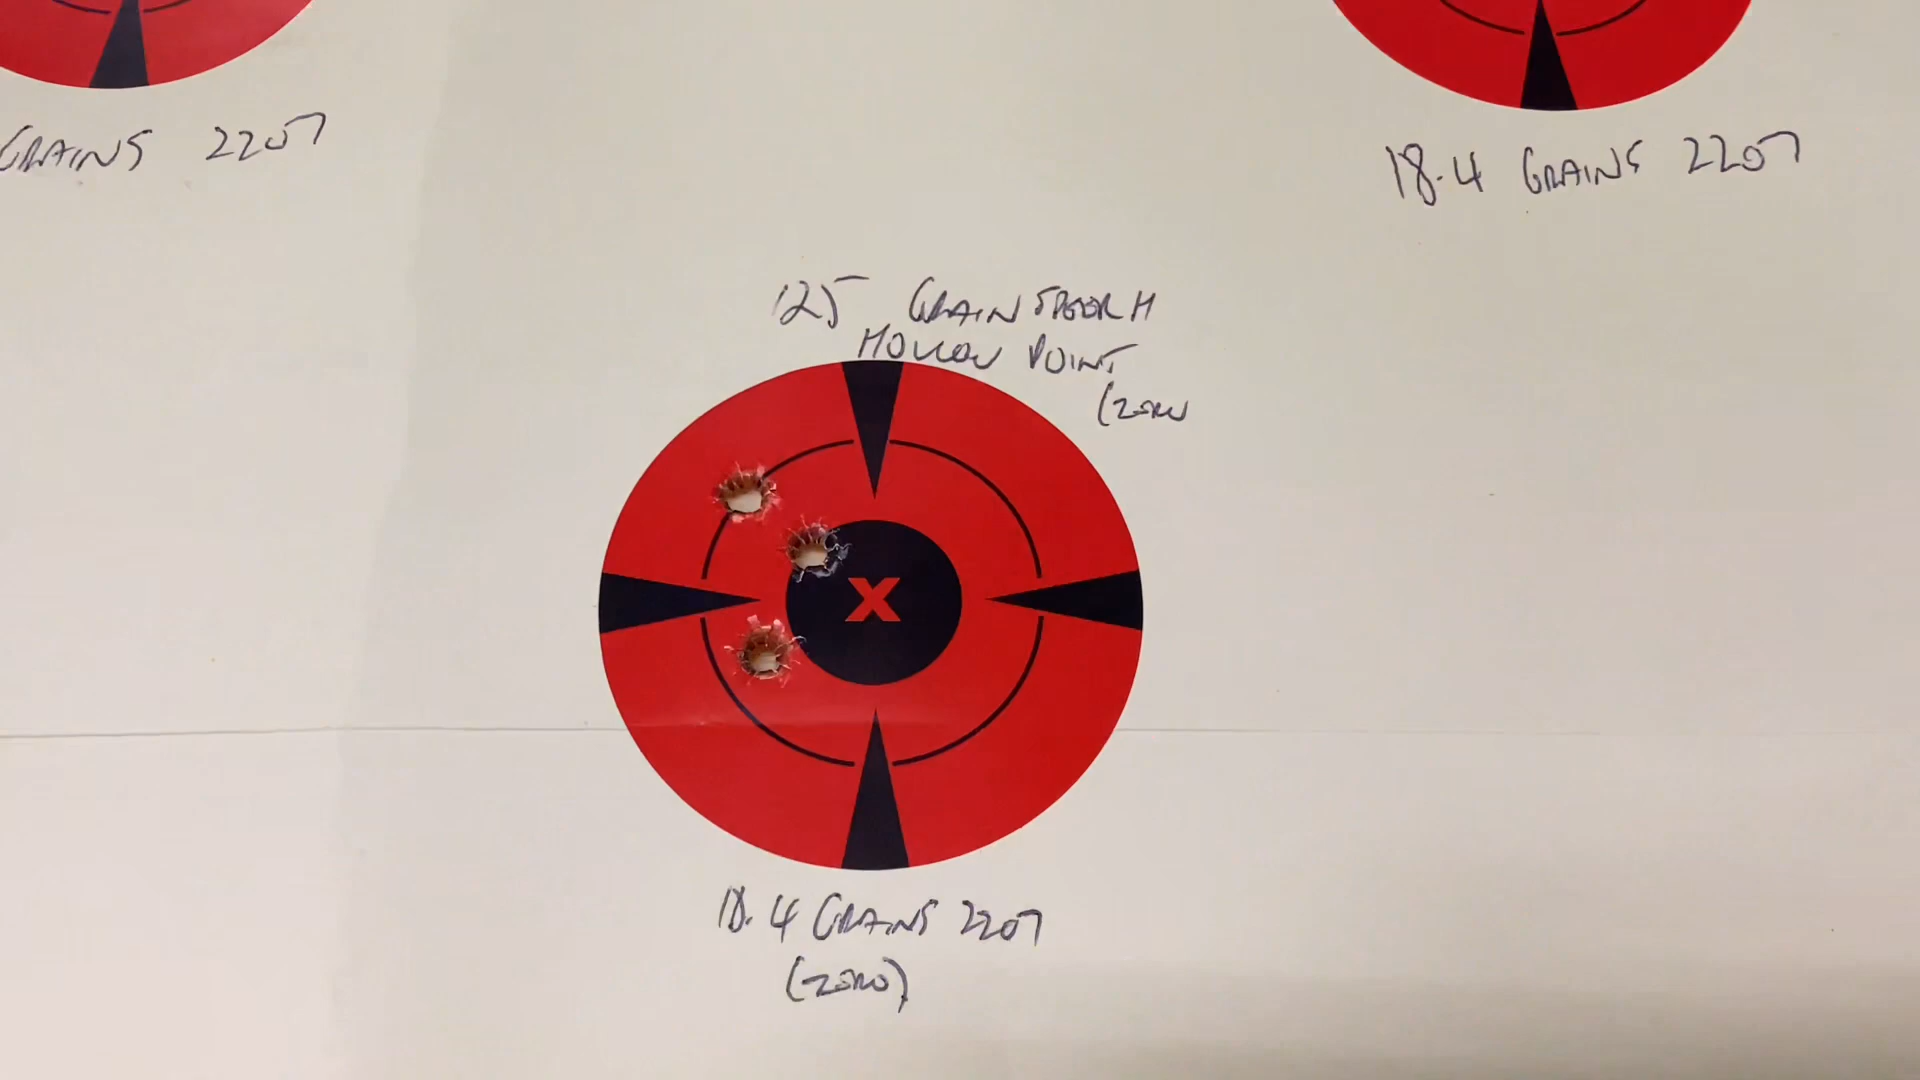 GRAINS 2207
18.4 GRAINS 2207
125 GRAIN SPEER H
HOLLOW POINT
(ZERO
X
18.4 GRAINS 2207
(ZERO)